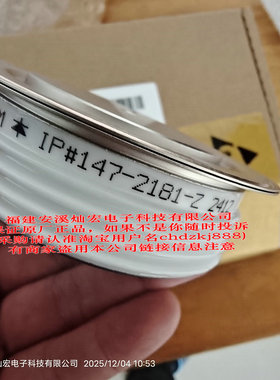 M IP#147-2181-Z 2412
福建安溪灿宏电子科技有限公司
保证原厂正品，如果不是你随时投诉
采购请认准淘宝用户名chdzkj888)
有商家盗用本公司链接信息注意
灿宏电子科技有限公司 2025/12/04 10:53